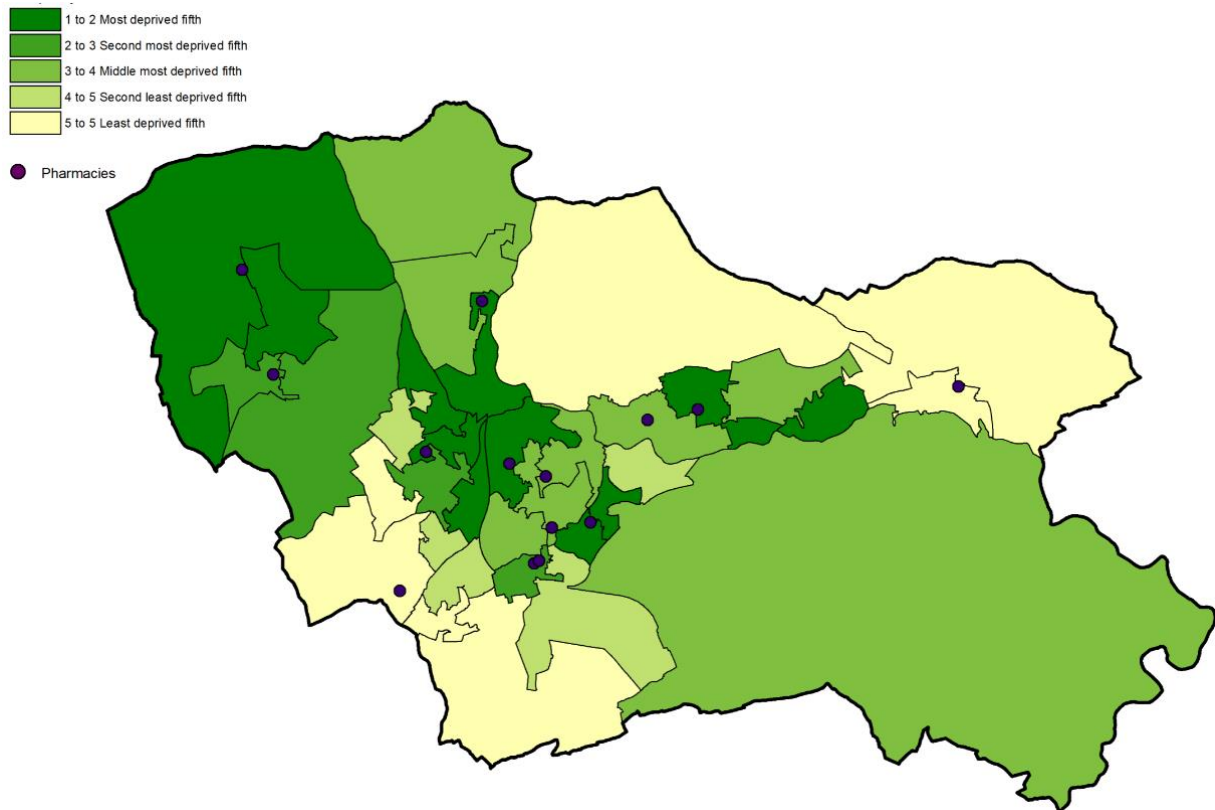 1 to 2 Most deprived fifth
2 to 3 Second most deprived fifth
3 to 4 Middle most deprived fifth
4 to 5 Second least deprived fifth
5 to 5 Least deprived fifth
Pharmacies